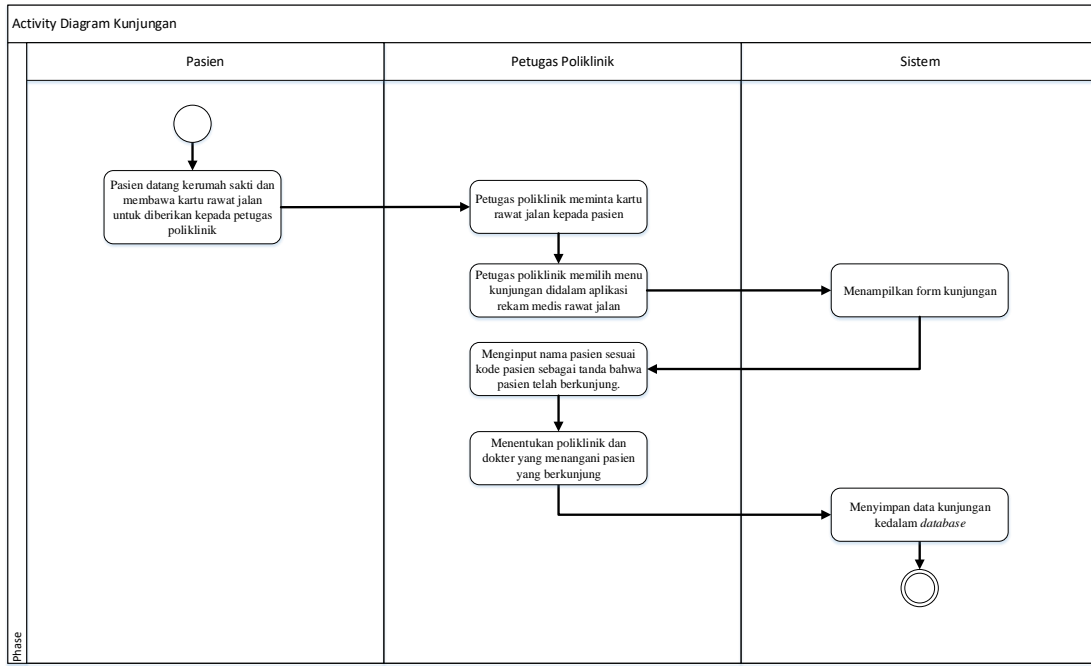 Activity Diagram Kunjungan
Pasien
Petugas Poliklinik
Sistem
Pasien datang kerumah sakti dan
membawa kartu rawat jalan
untuk diberikan kepada petugas
poliklinik
Petugas poliklinik meminta kartu
rawat jalan kepada pasien
Petugas poliklinik memilih menu
kunjungan didalam aplikasi
rekam medis rawat jalan
Menampilkan form kunjungan
Menginput nama pasien sesuai
kode pasien sebagai tanda bahwa
pasien telah berkunjung.
Menentukan poliklinik dan
dokter yang menangani pasien
yang berkunjung
Menyimpan data kunjungan
kedalam database
Phase